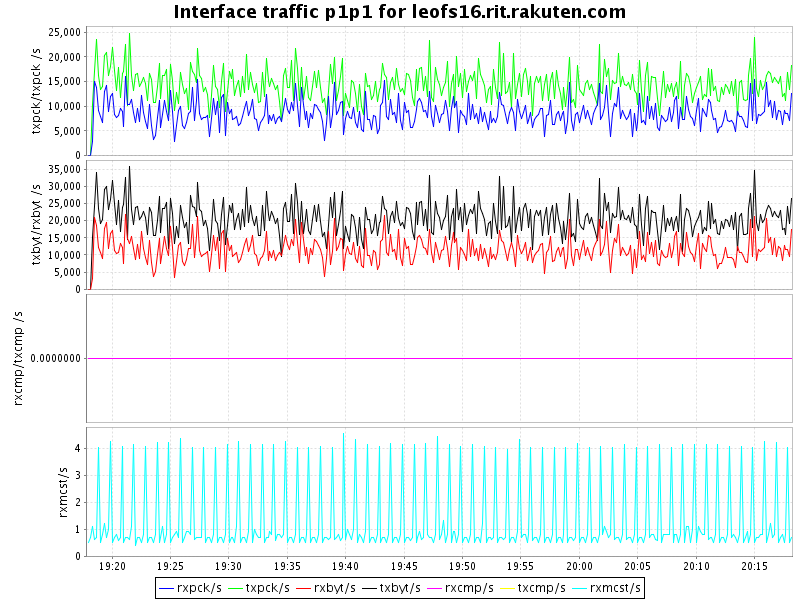 Interface traffic p1p1 for leofs16.rit.rakuten.com
txpck/txpck /s
25,000
20,000
15,000
10,000
5,000
0
txbyt/rxbyt /s
35,000
30,000
25,000
20,000
15,000
10,000
5,000
0
rxcmp/txcmp /s
0.0000000
rxmcst/s
4
3
2
1
0
19:20 19:25 19:30 19:35 19:40 19:45 19:50 19:55 20:00 20:05 20:10 20:15
rxpck/s txpck/s rxbyt/s txbyt/s rxcmp/s txcmp/s rxmcst/s